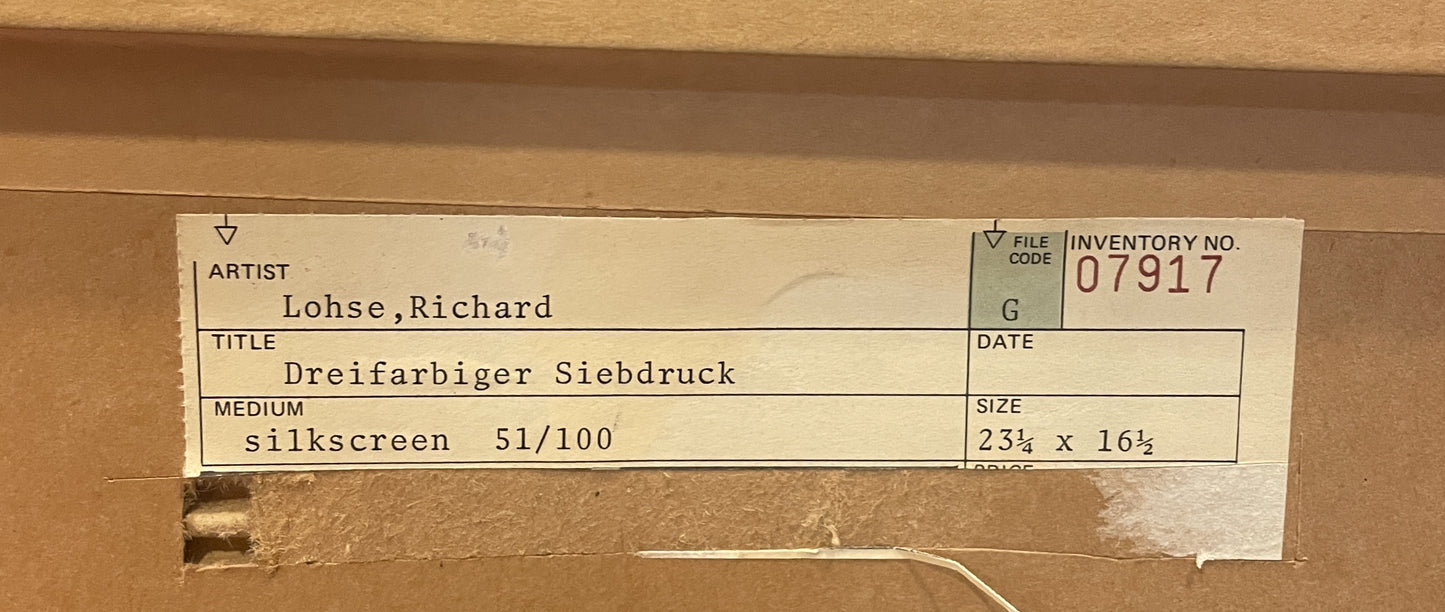 ARTIST
Lohse,Richard
FILE CODE
G
INVENTORY NO.
07917
TITLE
Dreifarbiger Siebdruck
DATE
MEDIUM
silkscreen 51/100
SIZE
23¼ x 16½
PRICE